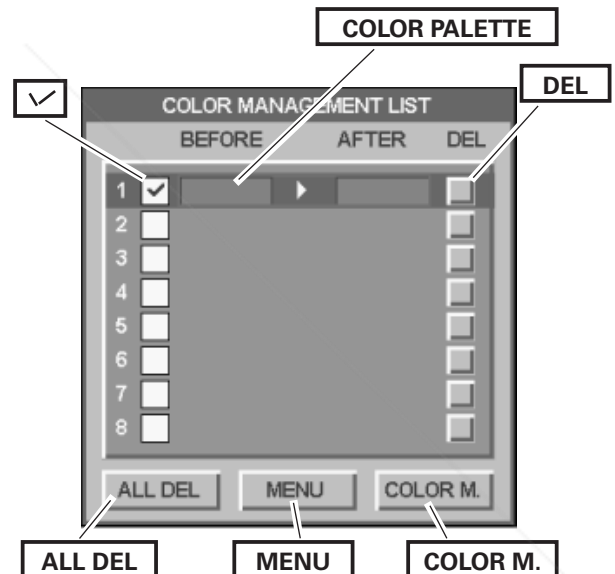 COLOR PALETTE
✓ DEL
COLOR MANAGEMENT LIST
BEFORE AFTER DEL
1
2
3
4
5
6
7
8
ALL DEL MENU COLOR M.
ALL DEL MENU COLOR M.